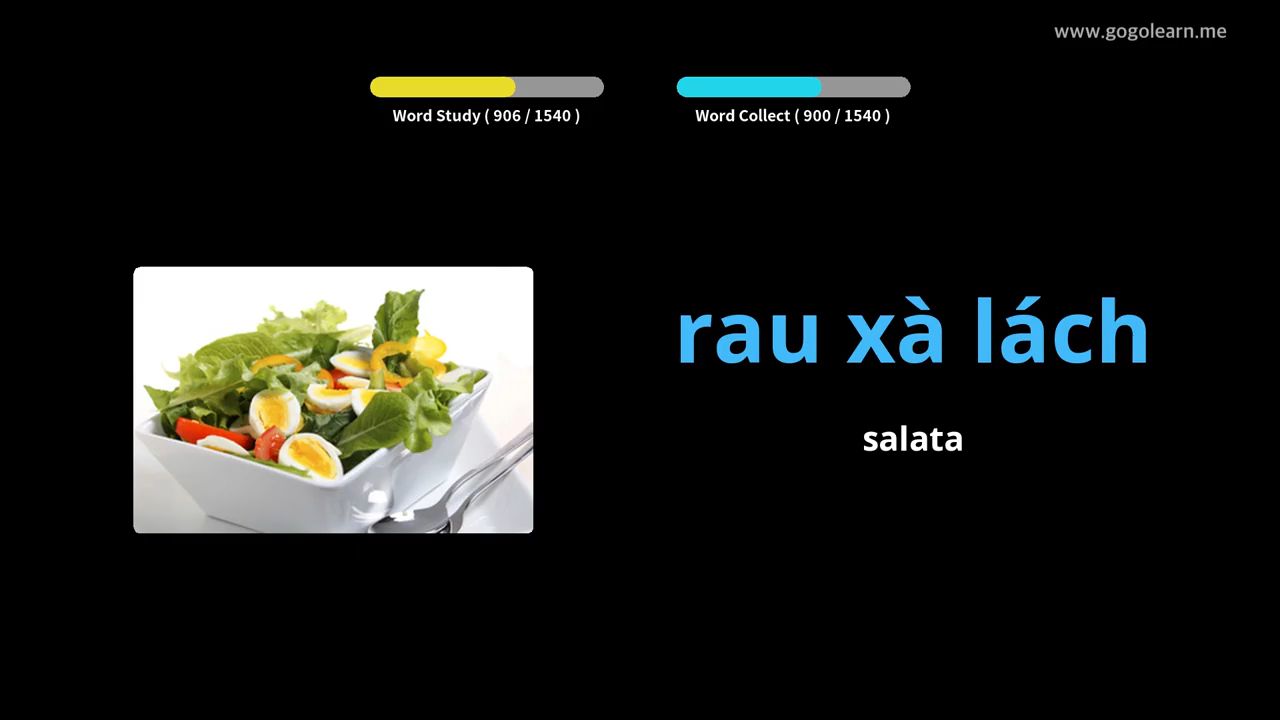 www.gogolearn.me
Word Study ( 906 / 1540 )
Word Collect ( 900 / 1540 )
rau xà lách
salata